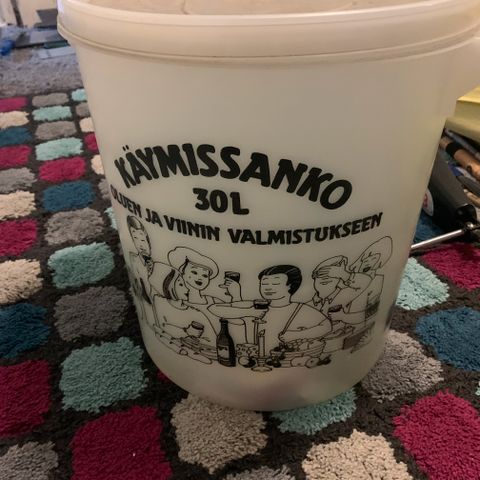 KÄYMISSANKO
30L
OLUEN JA VIININ VALMISTUKSEEN